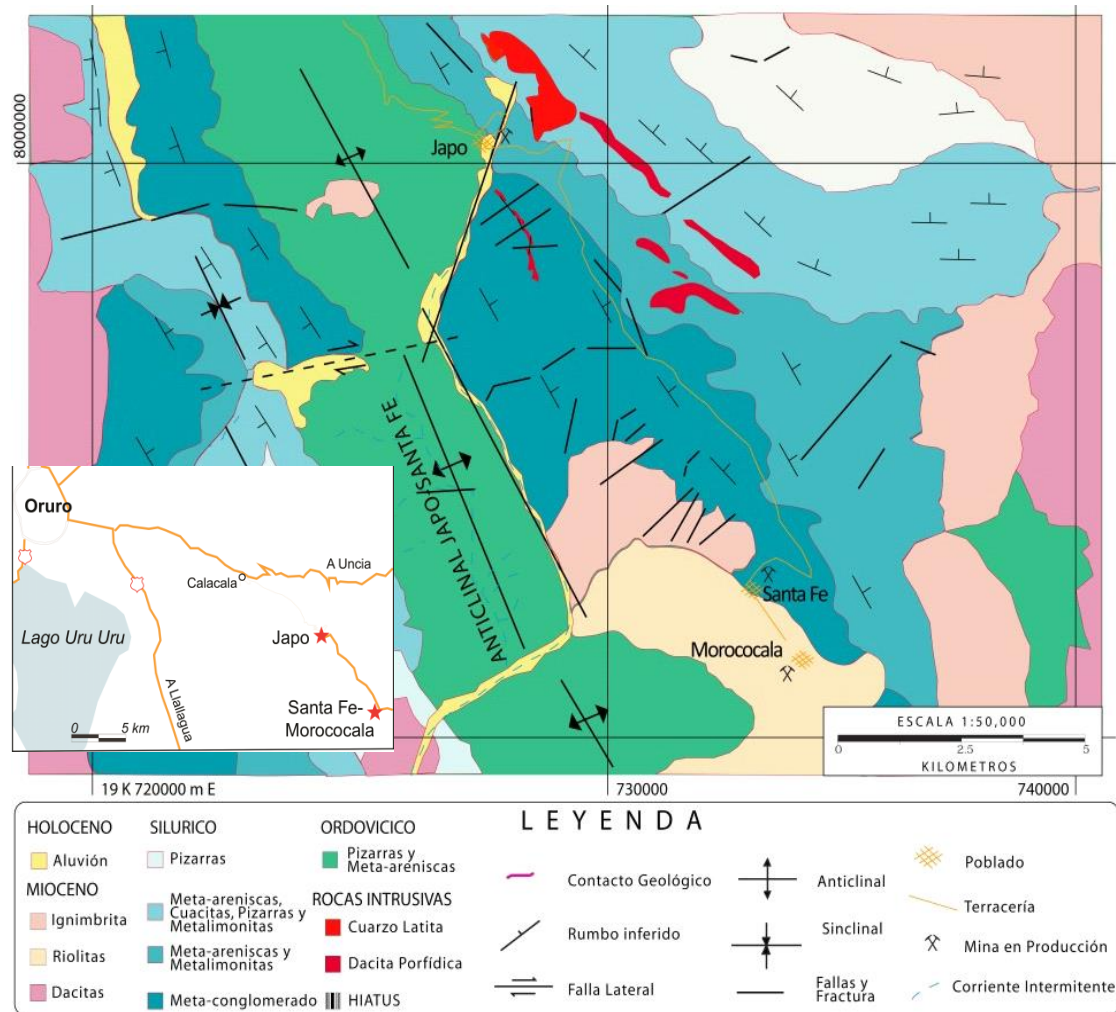 8000000
Japo
ANTICLINAL JAPO/SANTA FE
Santa Fe
Morococala
Oruro
Calacala
A Uncia
Lago Uru Uru
Japo
A Llallagua
Santa Fe-
Morococala
0 5 km
ESCALA 1:50,000
0 2.5 5
KILOMETROS
19 K 720000 m E
730000
740000
LEYENDA
HOLOCENO
Aluvión
MIOCENO
Ignimbrita
Riolitas
Dacitas
SILURICO
Pizarras
Meta-areniscas,
Cuacitas, Pizarras y
Metalimonitas
Meta-areniscas y
Metalimonitas
Meta-conglomerado
ORDOVICICO
Pizarras y
Meta-areniscas
ROCAS INTRUSIVAS
Cuarzo Latita
Dacita Porfídica
HIATUS
Contacto Geológico
Rumbo inferido
Falla Lateral
Anticlinal
Sinclinal
Fallas y
Fractura
Poblado
Terracería
Mina en Producción
Corriente Intermitente